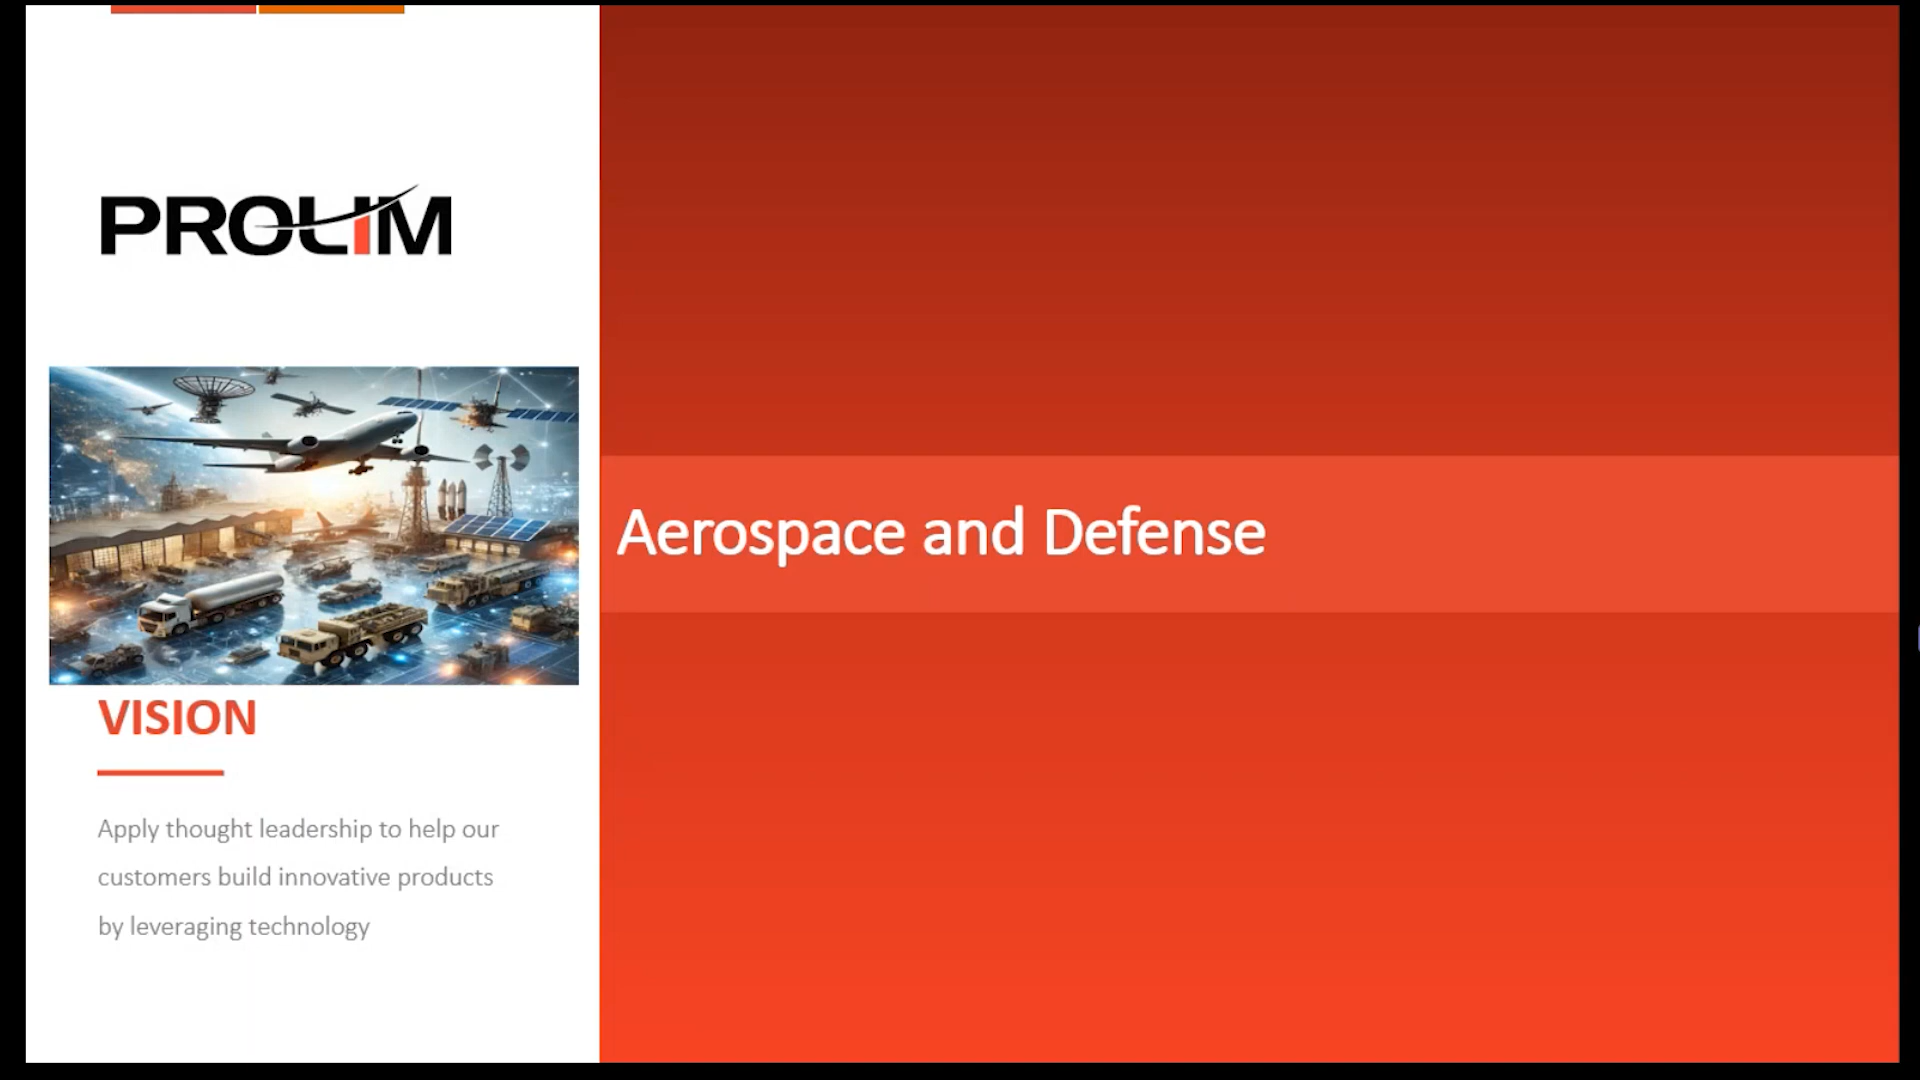 PROLIM
VISION
Apply thought leadership to help our
customers build innovative products
by leveraging technology
Aerospace and Defense